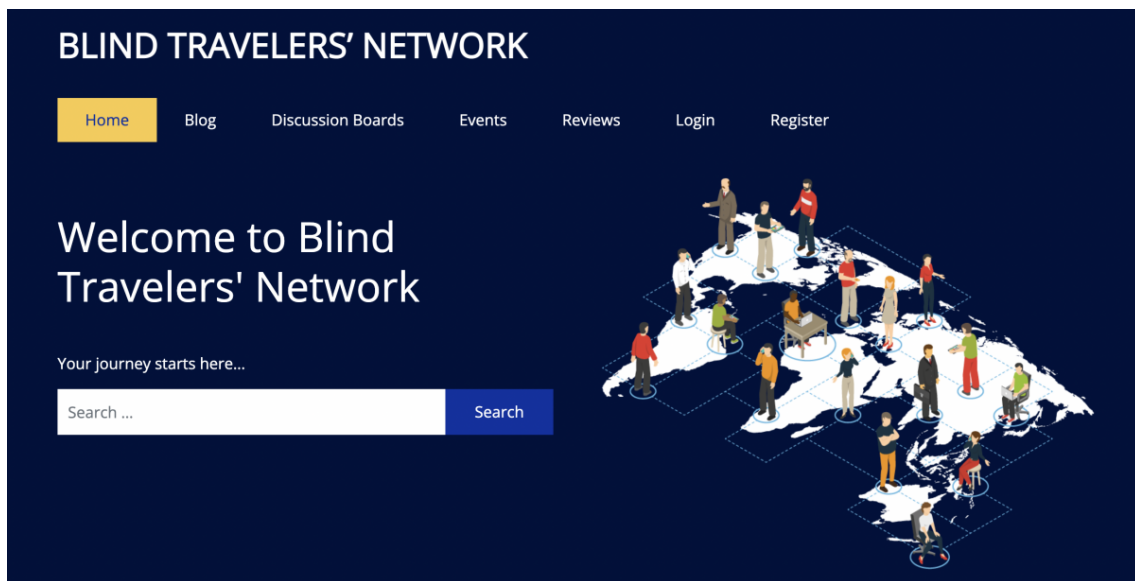 BLIND TRAVELERS’ NETWORK
Home Blog Discussion Boards Events Reviews Login Register
Welcome to Blind
Travelers' Network
Your journey starts here...
Search ... Search